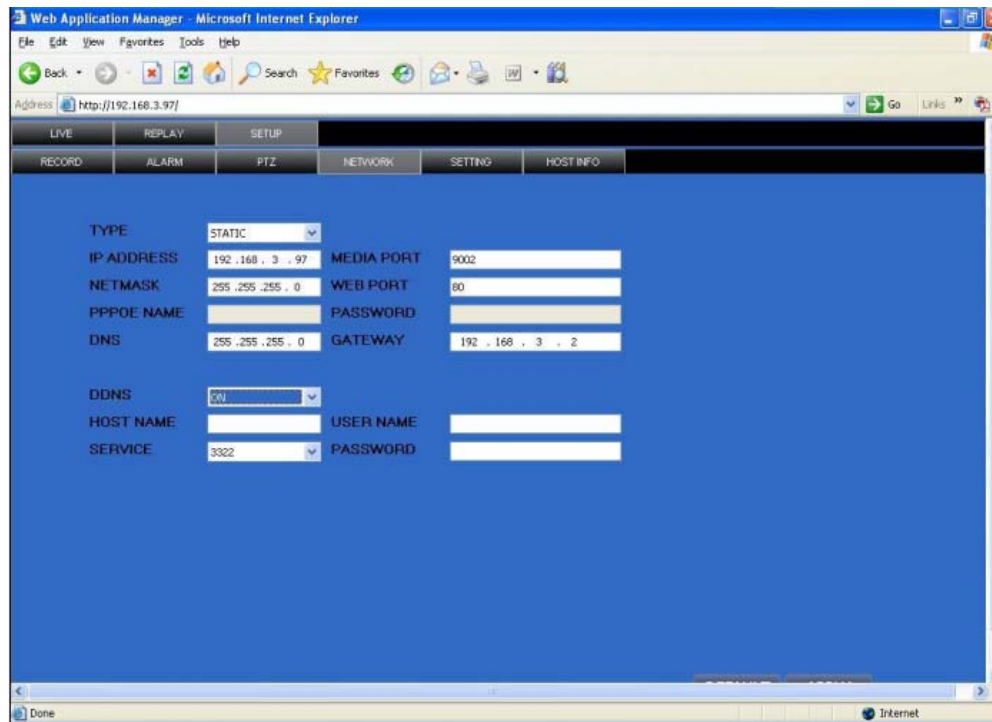 Web Application Manager - Microsoft Internet Explorer
File Edit View Favorites Tools Help
Back Search Favorites W
Address http://192.168.3.97/ Go Links »
LIVE REPLAY SETUP
RECORD ALARM PTZ NETWORK SETTING HOST INFO
TYPE STATIC
IP ADDRESS 192 .168 . 3 . 97 MEDIA PORT 9002
NETMASK 255 .255 .255 . 0 WEB PORT 80
PPPOE NAME PASSWORD
DNS 255 .255 .255 . 0 GATEWAY 192 . 168 . 3 . 2
DDNS ON
HOST NAME USER NAME
SERVICE 3322 PASSWORD
Done Internet